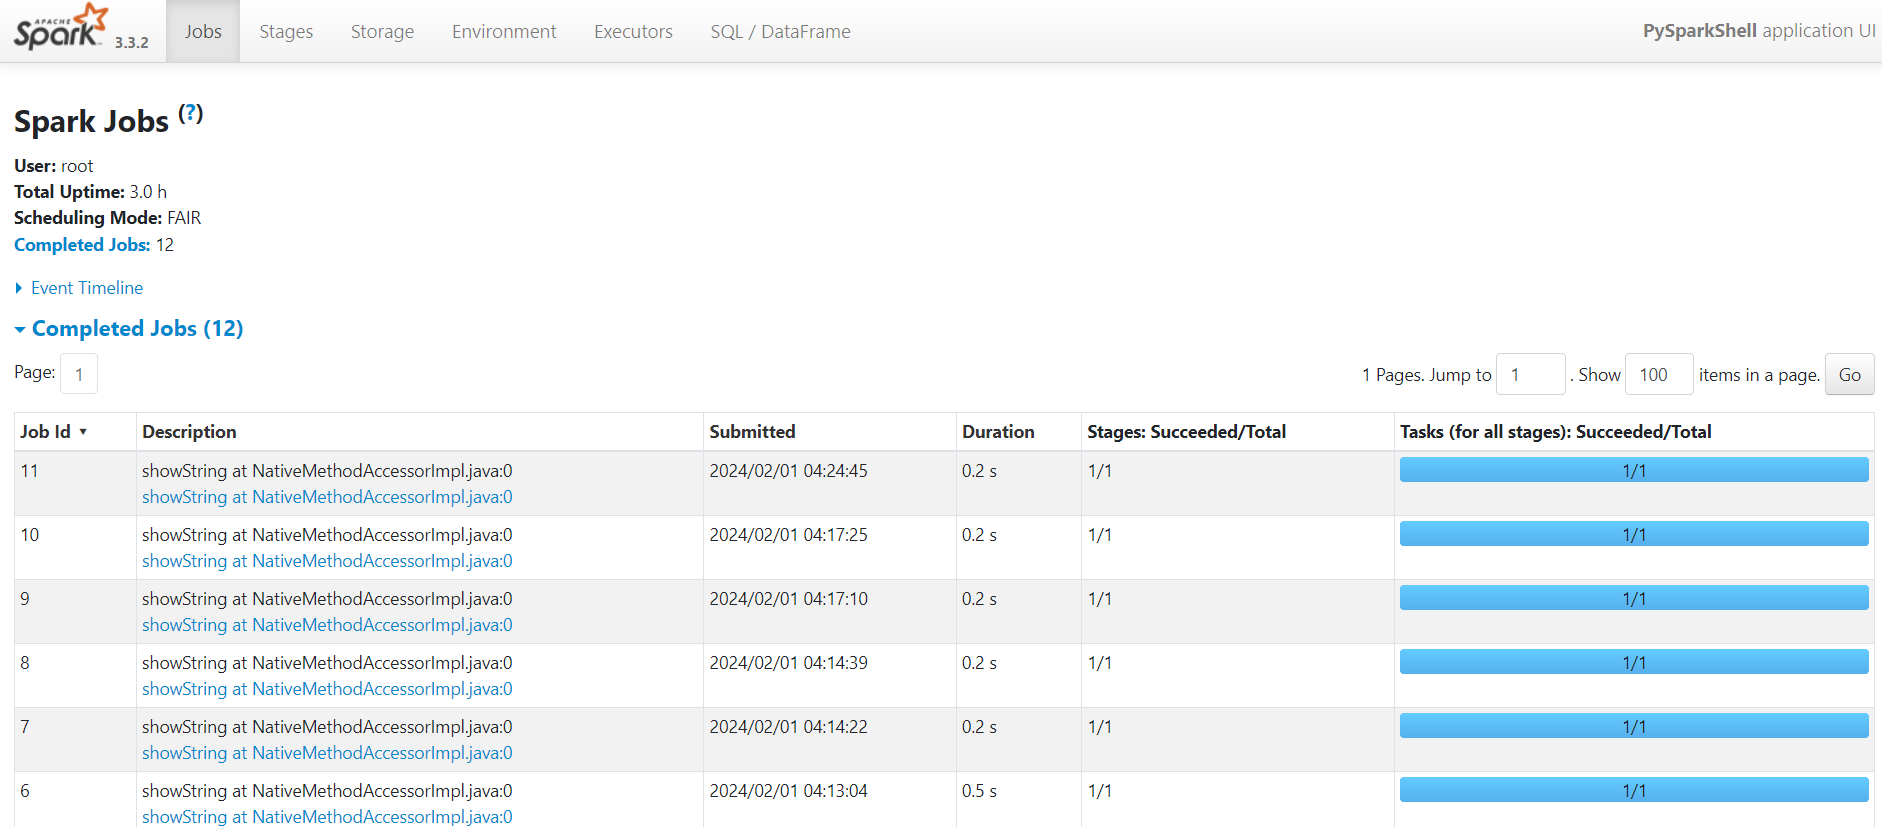 APACHE
Spark 3.3.2 Jobs Stages Storage Environment Executors SQL / DataFrame PySparkShell application UI
Spark Jobs (?)
User: root
Total Uptime: 3.0 h
Scheduling Mode: FAIR
Completed Jobs: 12
Event Timeline
Completed Jobs (12)
Page: 1 1 Pages. Jump to 1 . Show 100 items in a page. Go
Job Id ▾ Description Submitted Duration Stages: Succeeded/Total Tasks (for all stages): Succeeded/Total
11 showString at NativeMethodAccessorImpl.java:0 2024/02/01 04:24:45 0.2 s 1/1 1/1
showString at NativeMethodAccessorImpl.java:0
10 showString at NativeMethodAccessorImpl.java:0 2024/02/01 04:17:25 0.2 s 1/1 1/1
showString at NativeMethodAccessorImpl.java:0
9 showString at NativeMethodAccessorImpl.java:0 2024/02/01 04:17:10 0.2 s 1/1 1/1
showString at NativeMethodAccessorImpl.java:0
8 showString at NativeMethodAccessorImpl.java:0 2024/02/01 04:14:39 0.2 s 1/1 1/1
showString at NativeMethodAccessorImpl.java:0
7 showString at NativeMethodAccessorImpl.java:0 2024/02/01 04:14:22 0.2 s 1/1 1/1
showString at NativeMethodAccessorImpl.java:0
6 showString at NativeMethodAccessorImpl.java:0 2024/02/01 04:13:04 0.5 s 1/1 1/1
showString at NativeMethodAccessorImpl.java:0